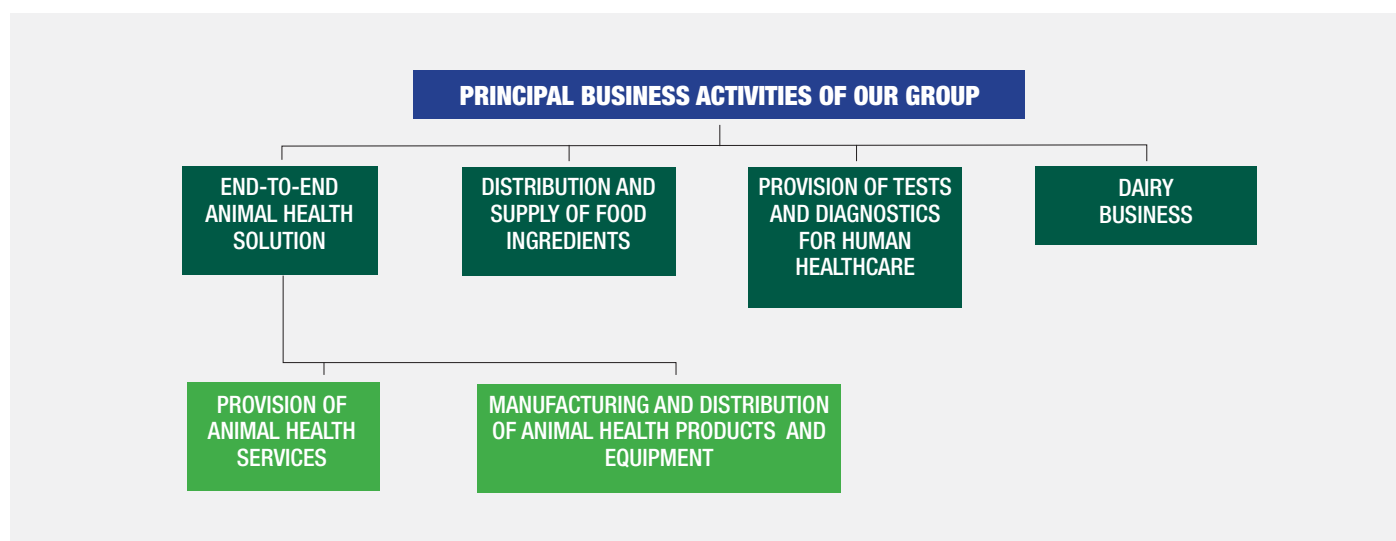 PRINCIPAL BUSINESS ACTIVITIES OF OUR GROUP
END-TO-END
ANIMAL HEALTH
SOLUTION
DISTRIBUTION AND
SUPPLY OF FOOD
INGREDIENTS
PROVISION OF TESTS
AND DIAGNOSTICS
FOR HUMAN
HEALTHCARE
DAIRY
BUSINESS
PROVISION OF
ANIMAL HEALTH
SERVICES
MANUFACTURING AND DISTRIBUTION
OF ANIMAL HEALTH PRODUCTS AND
EQUIPMENT